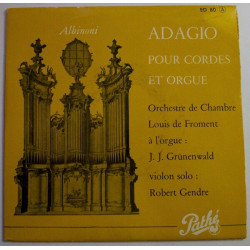 Albinoni
ADAGIO
POUR CORDES
ET ORGUE
Orchestre de Chambre
Louis de Froment
à l'orgue :
J. J. Grünenwald
violon solo :
Robert Gendre
Pathé